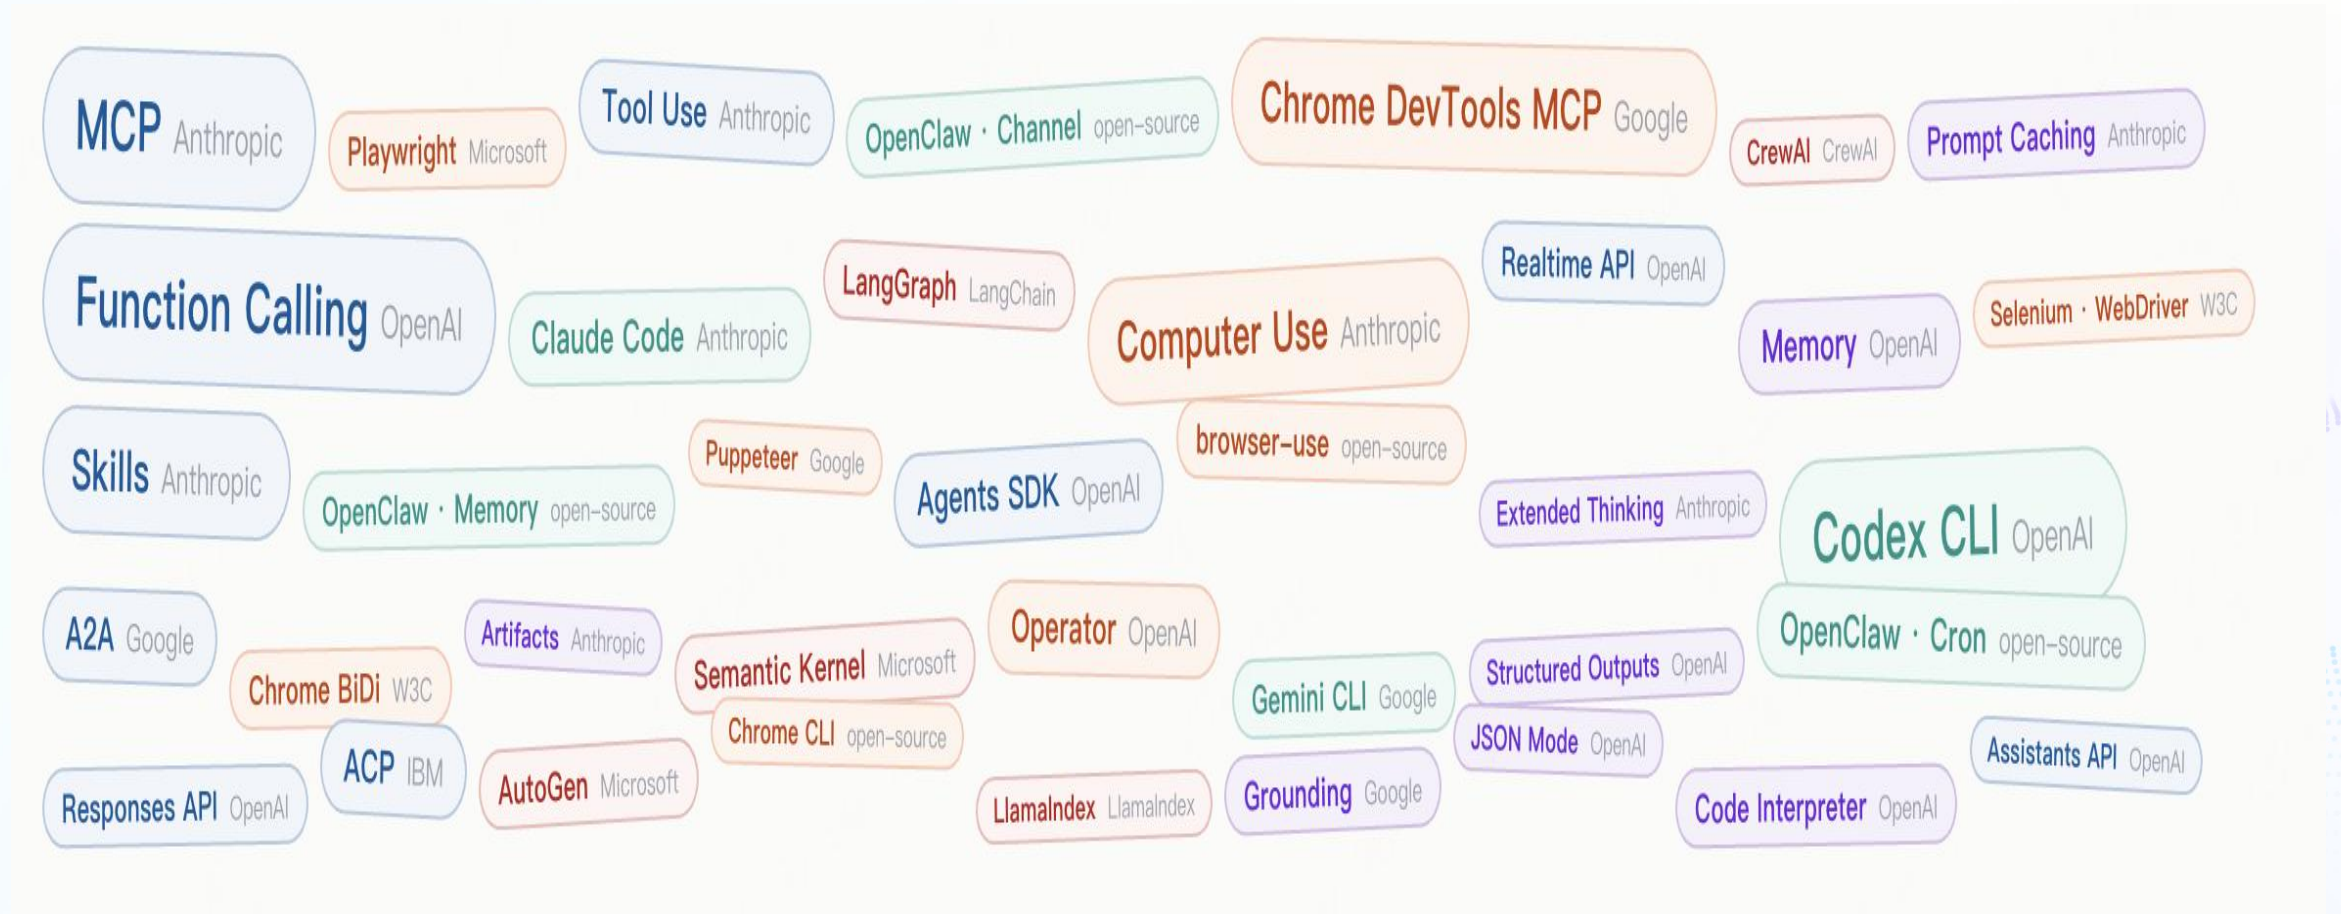 MCP Anthropic
Playwright Microsoft
Tool Use Anthropic
OpenClaw · Channel open-source
Chrome DevTools MCP Google
CrewAI CrewAI
Prompt Caching Anthropic
Function Calling OpenAI
Claude Code Anthropic
LangGraph LangChain
Computer Use Anthropic
Realtime API OpenAI
Memory OpenAI
Selenium · WebDriver W3C
Skills Anthropic
OpenClaw · Memory open-source
Puppeteer Google
Agents SDK OpenAI
browser-use open-source
Extended Thinking Anthropic
Codex CLI OpenAI
A2A Google
Chrome BiDi W3C
Artifacts Anthropic
Semantic Kernel Microsoft
Operator OpenAI
Gemini CLI Google
Structured Outputs OpenAI
OpenClaw · Cron open-source
Responses API OpenAI
ACP IBM
AutoGen Microsoft
Chrome CLI open-source
LlamaIndex LlamaIndex
Grounding Google
JSON Mode OpenAI
Code Interpreter OpenAI
Assistants API OpenAI